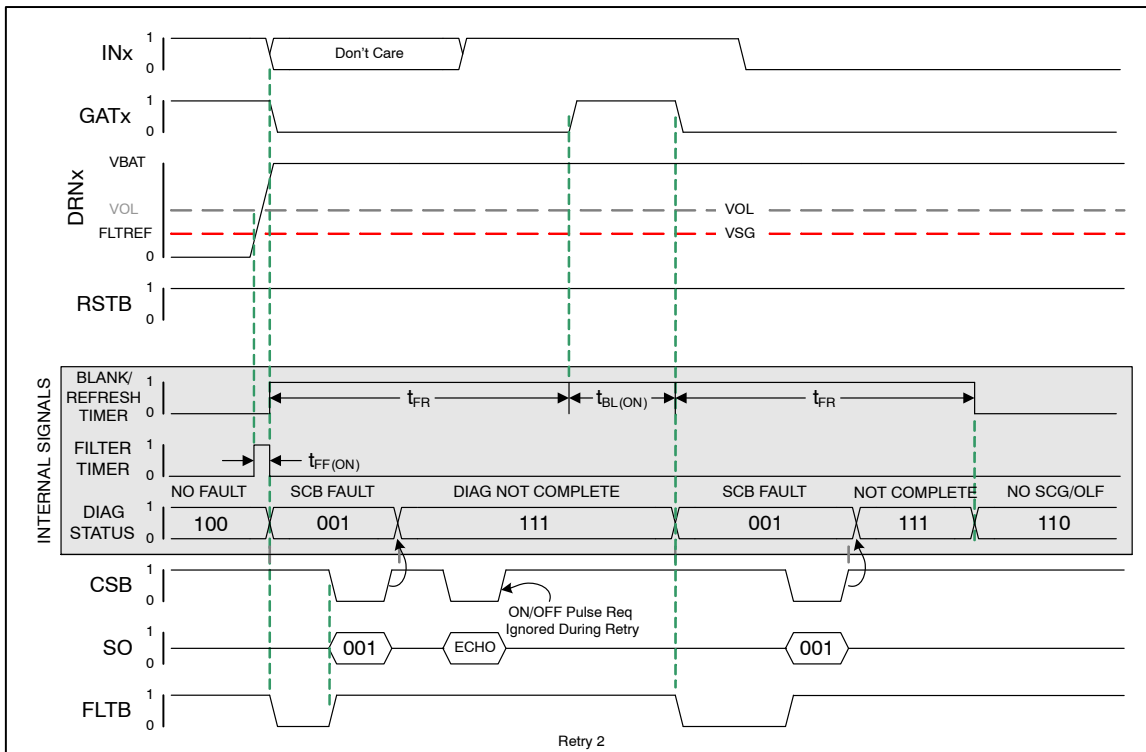 INx
1
0
Don't Care
GATx
1
0
DRNx
VBAT
VOL
FLTREF
0
VOL
VSG
RSTB
1
0
INTERNAL SIGNALS
BLANK/
REFRESH
TIMER
1
0
tFR
tBL(ON)
tFR
FILTER
TIMER
1
0
tFF(ON)
NO FAULT
SCB FAULT
DIAG NOT COMPLETE
SCB FAULT
NOT COMPLETE
NO SCG/OLF
DIAG
STATUS
1
0
100
001
111
001
111
110
CSB
1
0
ON/OFF Pulse Req
Ignored During Retry
SO
1
0
001
ECHO
001
FLTB
1
0
Retry 2